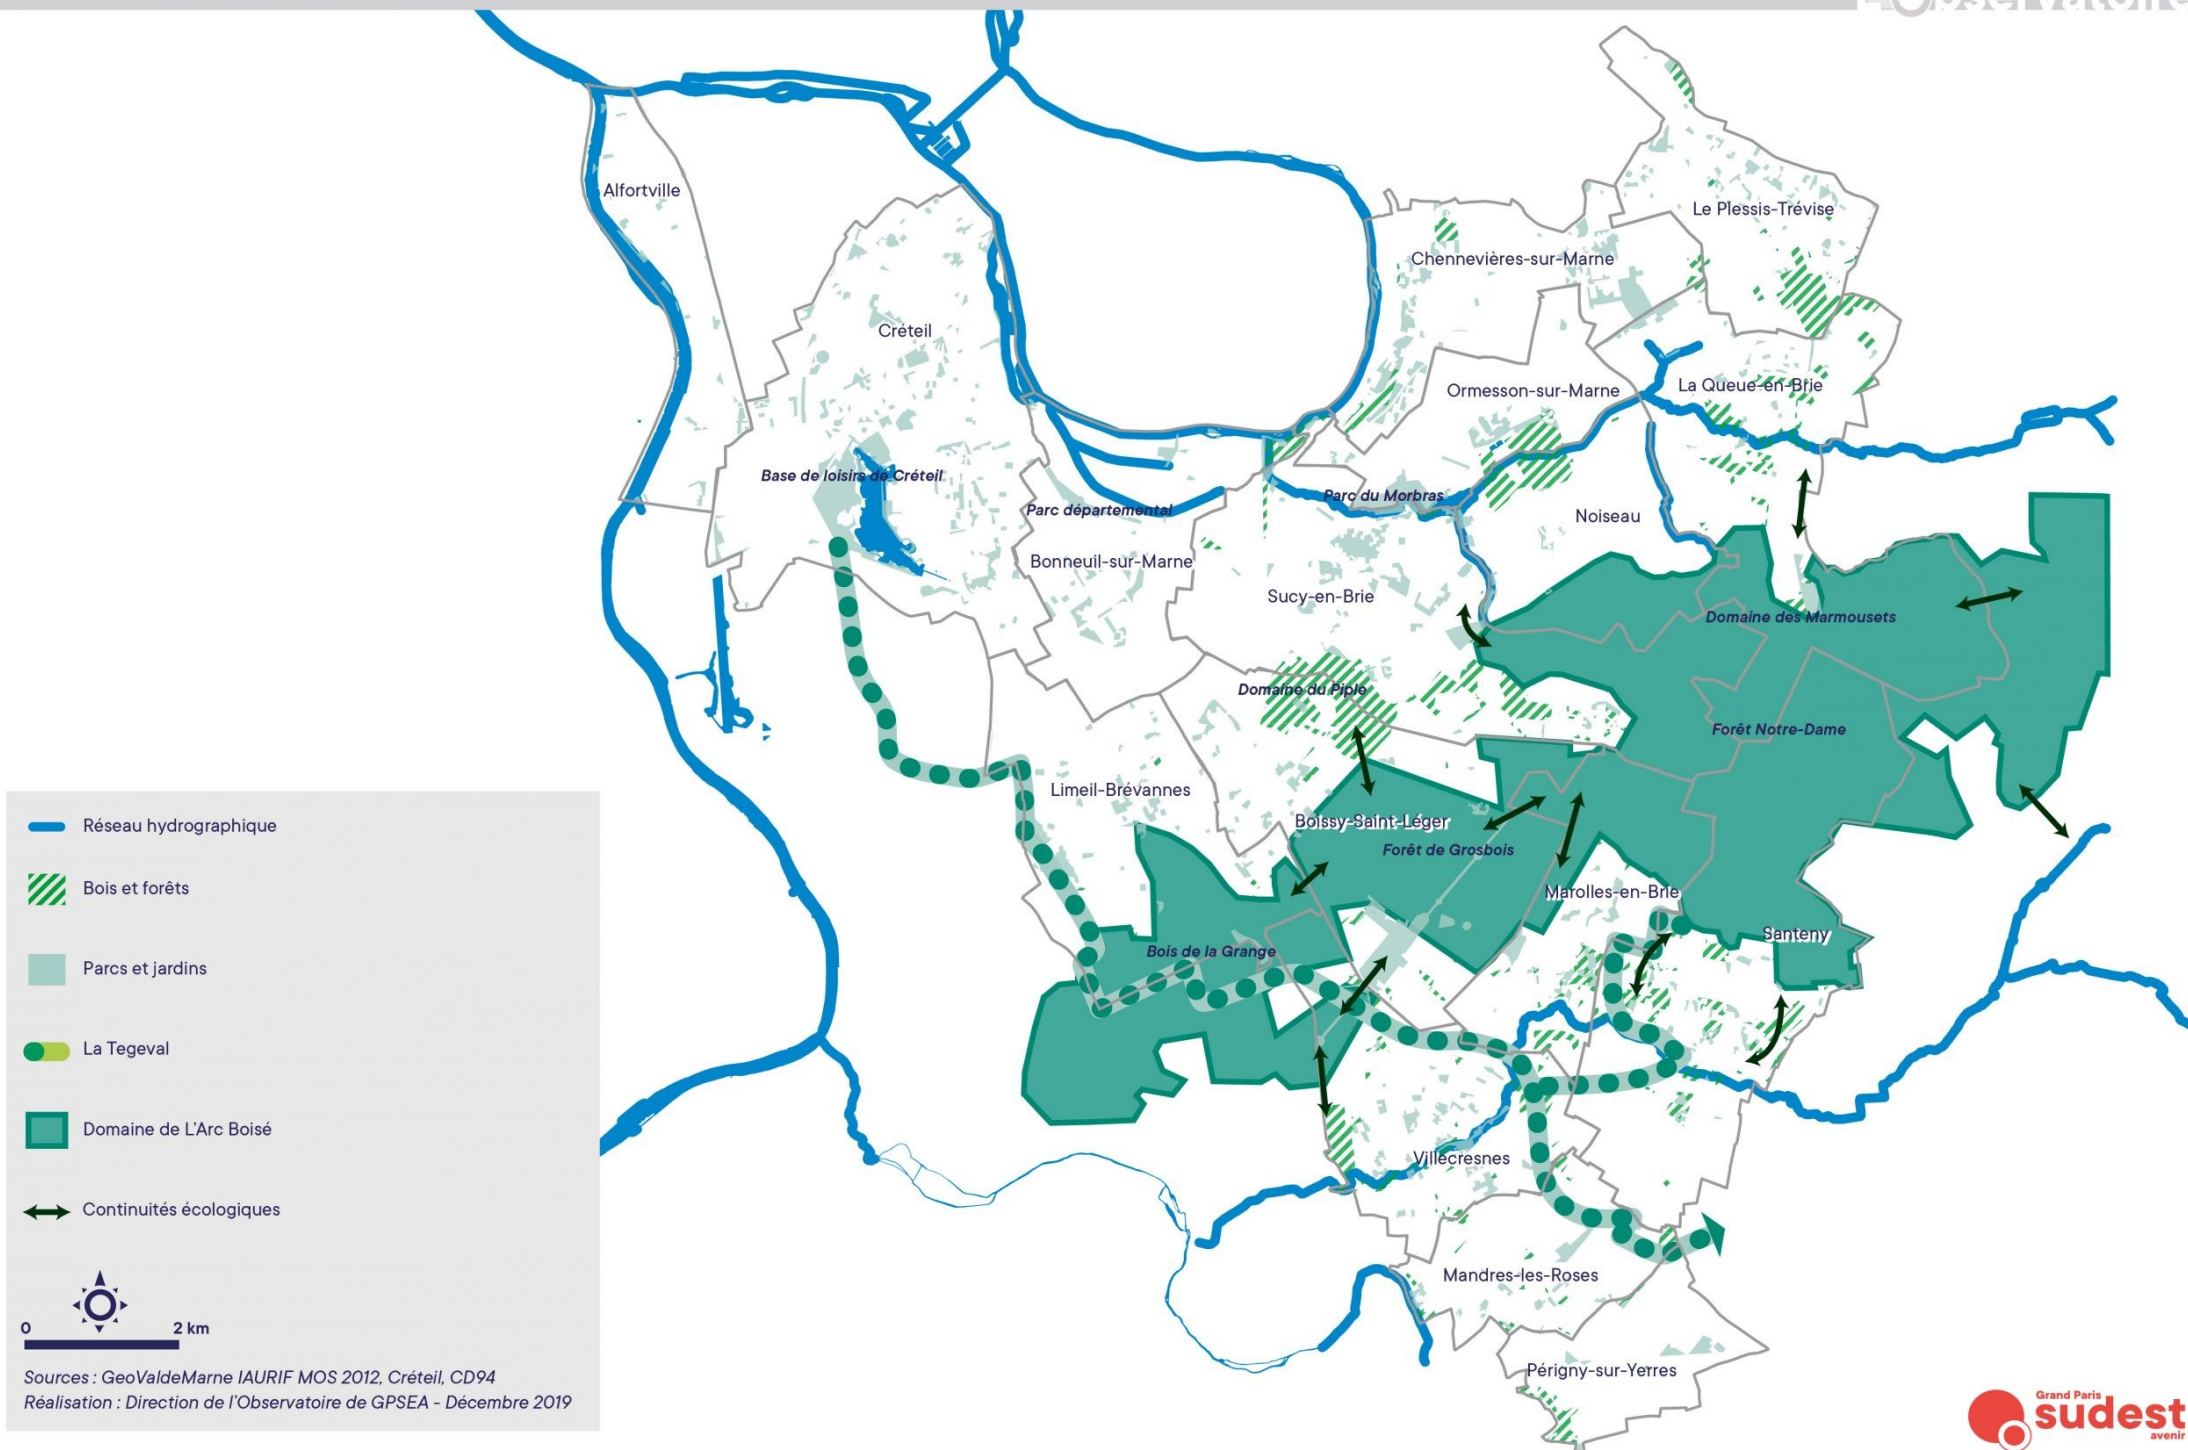 L'Observatoire
Alfortville
Le Plessis-Trévise
Chennevières-sur-Marne
Créteil
Ormesson-sur-Marne
La Queue-en-Brie
Base de loisirs de Créteil
Parc du Morbras
Parc départemental
Noiseau
Bonneuil-sur-Marne
Sucy-en-Brie
Domaine des Marmousets
Domaine du Piple
Forêt Notre-Dame
Limeil-Brévannes
Boissy-Saint-Léger
Forêt de Grosbois
Marolles-en-Brie
Santeny
Bois de la Grange
Villecresnes
Mandres-les-Roses
Périgny-sur-Yerres
Réseau hydrographique
Bois et forêts
Parcs et jardins
La Tegeval
Domaine de L'Arc Boisé
Continuités écologiques
0 2 km
Sources : GeoValdeMarne IAURIF MOS 2012, Créteil, CD94
Réalisation : Direction de l'Observatoire de GPSEA - Décembre 2019
Grand Paris
sudest
avenir